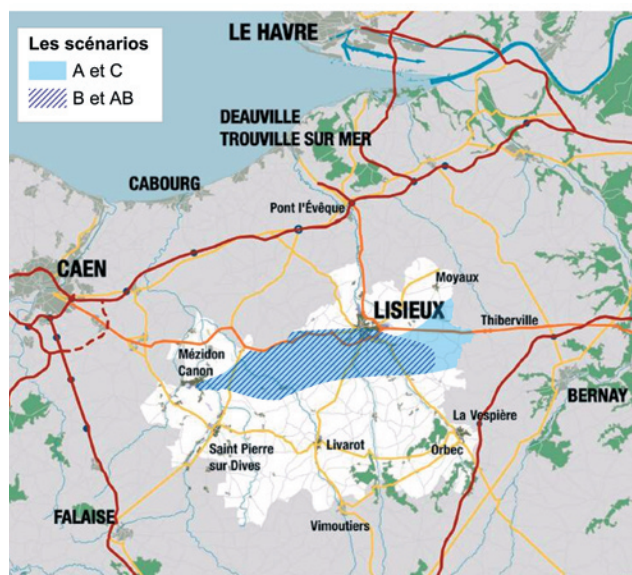 Les scénarios
A et C
B et AB
LE HAVRE
DEAUVILLE
TROUVILLE SUR MER
CABOURG
Pont l'Évêque
CAEN
Moyaux
LISIEUX
Thiberville
Mézidon
Canon
BERNAY
La Vespière
Saint Pierre
sur Dives
Livarot
Orbec
FALAISE
Vimoutiers